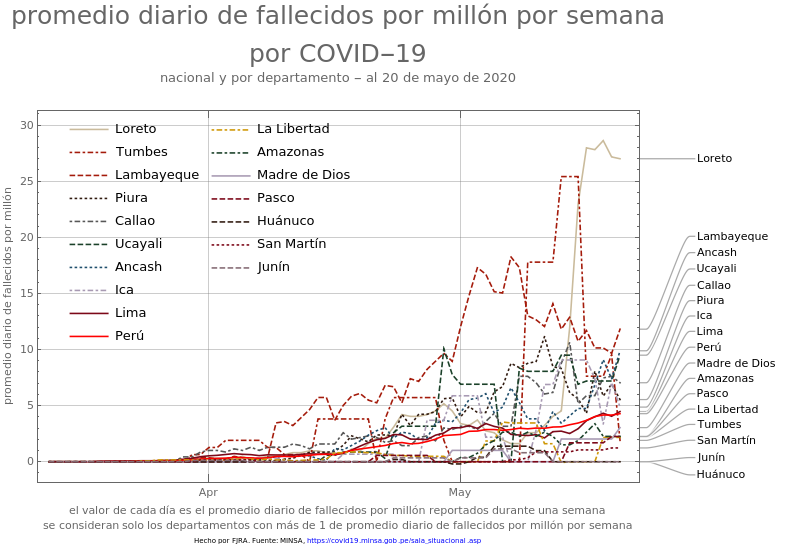 promedio diario de fallecidos por millón por semana
por COVID−19
nacional y por departamento − al 20 de mayo de 2020
promedio diario de fallecidos por millón
30
25
20
15
10
5
0
Apr
May
Loreto
Tumbes
Lambayeque
Piura
Callao
Ucayali
Ancash
Ica
Lima
Perú
La Libertad
Amazonas
Madre de Dios
Pasco
Huánuco
San Martín
Junín
Loreto
Lambayeque
Ancash
Ucayali
Callao
Piura
Ica
Lima
Perú
Madre de Dios
Amazonas
Pasco
La Libertad
Tumbes
San Martín
Junín
Huánuco
el valor de cada día es el promedio diario de fallecidos por millón reportados durante una semana
se consideran solo los departamentos con más de 1 de promedio diario de fallecidos por millón por semana
Hecho por FJRA. Fuente: MINSA, https://covid19.minsa.gob.pe/sala_situacional .asp